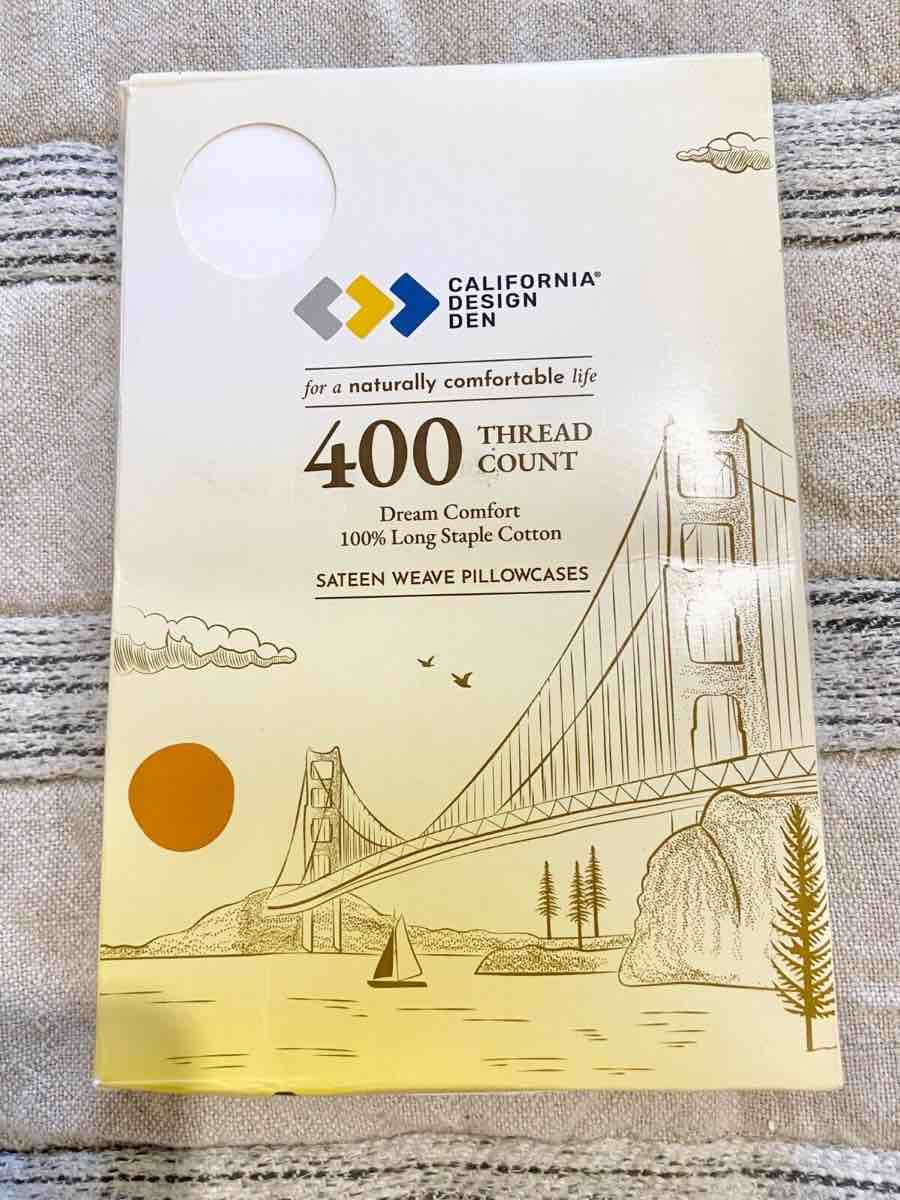 CALIFORNIA®
DESIGN
DEN
for a naturally comfortable life
400 THREAD
COUNT
Dream Comfort
100% Long Staple Cotton
SATEEN WEAVE PILLOWCASES